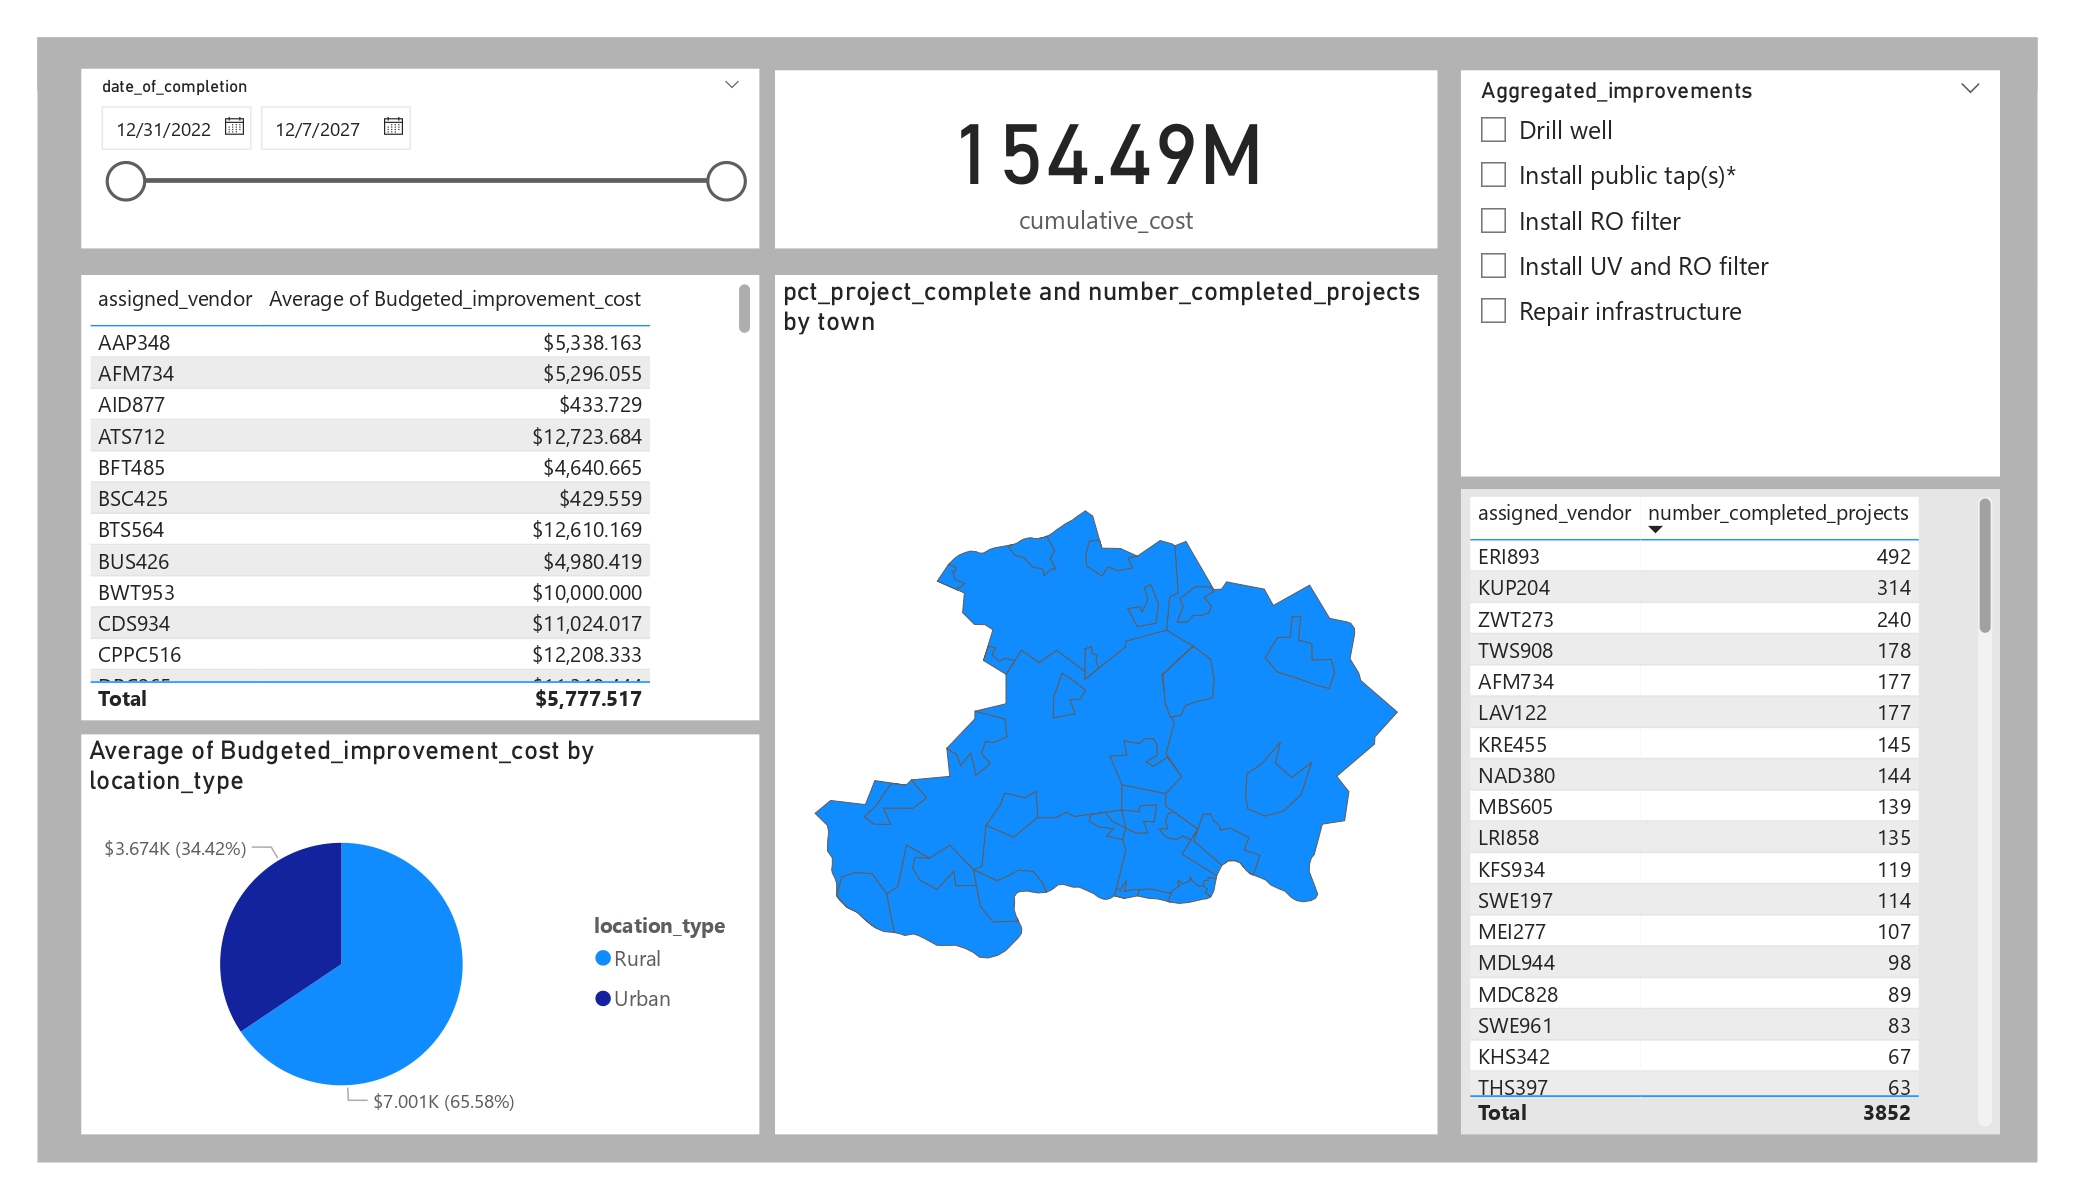 date_of_completion
12/31/2022 12/7/2027
154.49M
cumulative_cost
Aggregated_improvements
Drill well
Install public tap(s)*
Install RO filter
Install UV and RO filter
Repair infrastructure
assigned_vendor Average of Budgeted_improvement_cost
AAP348 $5,338.163
AFM734 $5,296.055
AID877 $433.729
ATS712 $12,723.684
BFT485 $4,640.665
BSC425 $429.559
BTS564 $12,610.169
BUS426 $4,980.419
BWT953 $10,000.000
CDS934 $11,024.017
CPPC516 $12,208.333
Total $5,777.517
Average of Budgeted_improvement_cost by
location_type
$3.674K (34.42%)
$7.001K (65.58%)
location_type
Rural
Urban
pct_project_complete and number_completed_projects
by town
assigned_vendor number_completed_projects
ERI893 492
KUP204 314
ZWT273 240
TWS908 178
AFM734 177
LAV122 177
KRE455 145
NAD380 144
MBS605 139
LRI858 135
KFS934 119
SWE197 114
MEI277 107
MDL944 98
MDC828 89
SWE961 83
KHS342 67
THS397 63
Total 3852